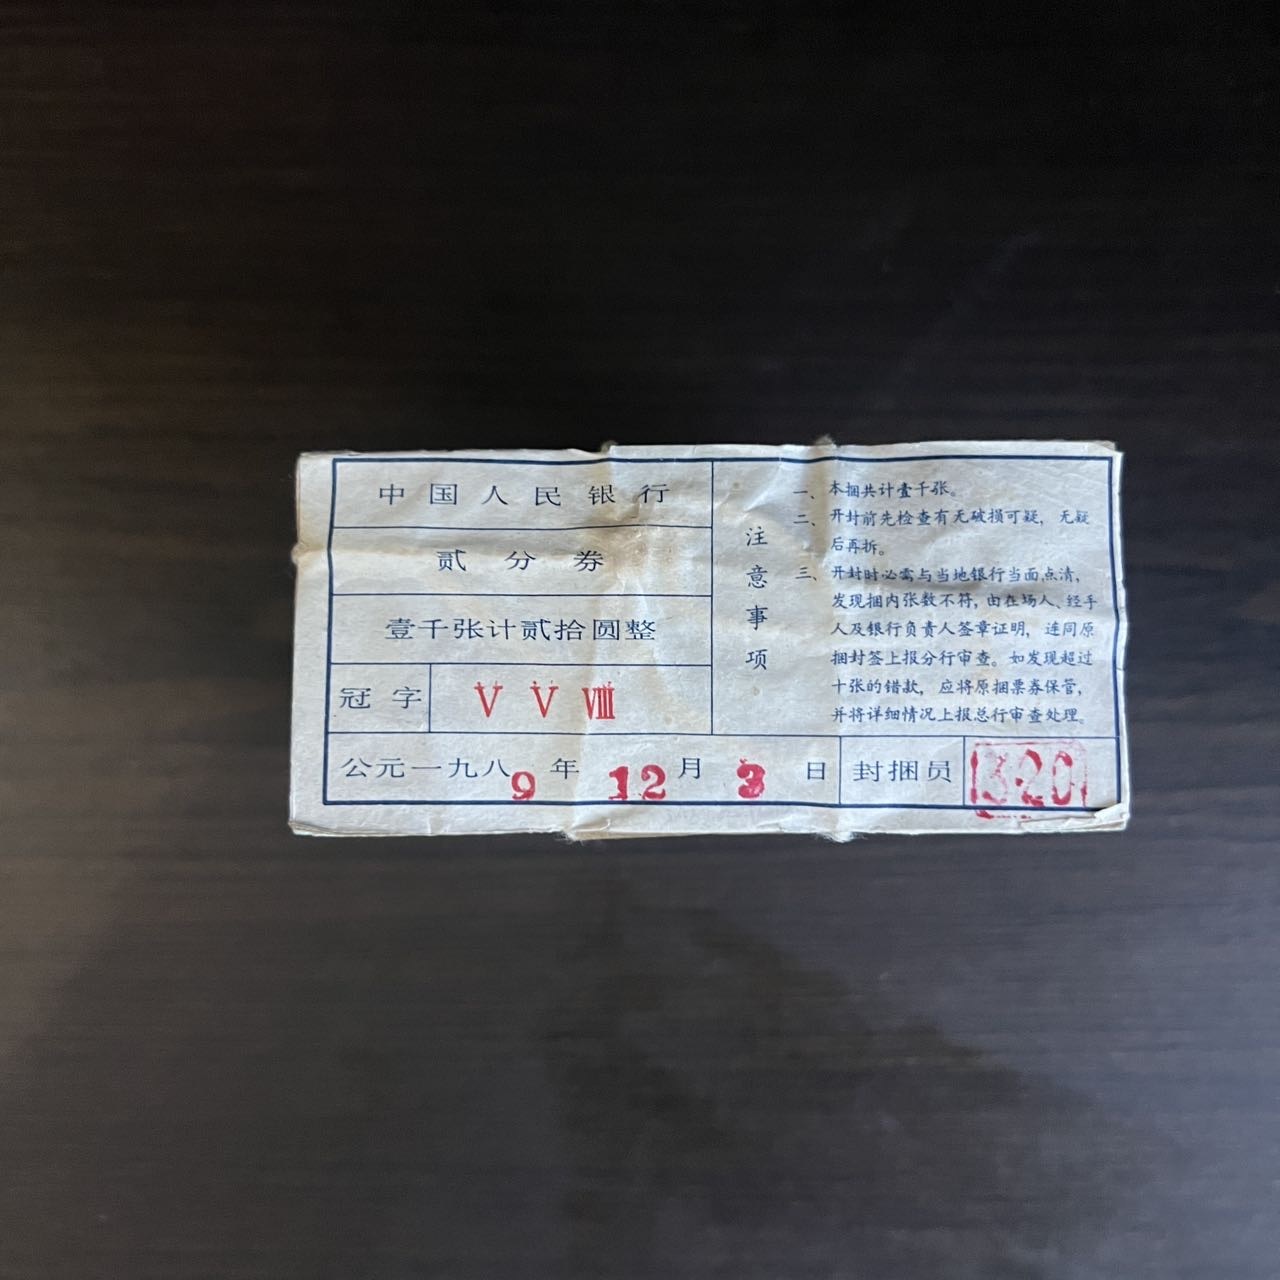 中国人民银行
贰分券
壹千张计贰拾圆整
冠字 V V Ⅷ
公元一九八9年12月3日 封捆员 320
注意事项
一、本捆共计壹千张。
二、开封前先检查有无破损可疑，无疑
后再拆。
三、开封时必需与当地银行当面点清，
发现捆内张数不符，由在场人、经手
人及银行负责人签章证明，连同原
捆封签上报分行审查。如发现超过
十张的错款，应将原捆票券保管，
并将详细情况上报总行审查处理。